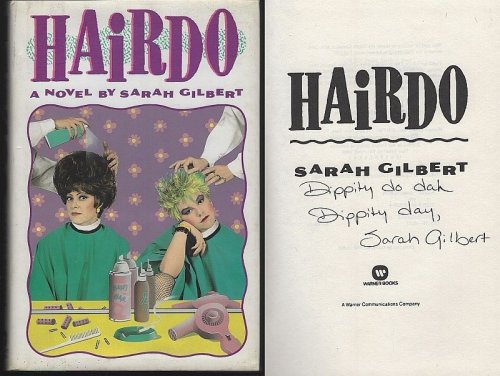 HAiRDO
A NOVEL BY SARAH GILBERT
HAiRDO
SARAH GILBERT
Dippity do dah
Dippity day,
Sarah Gilbert
WARNER BOOKS
A Warner Communications Company